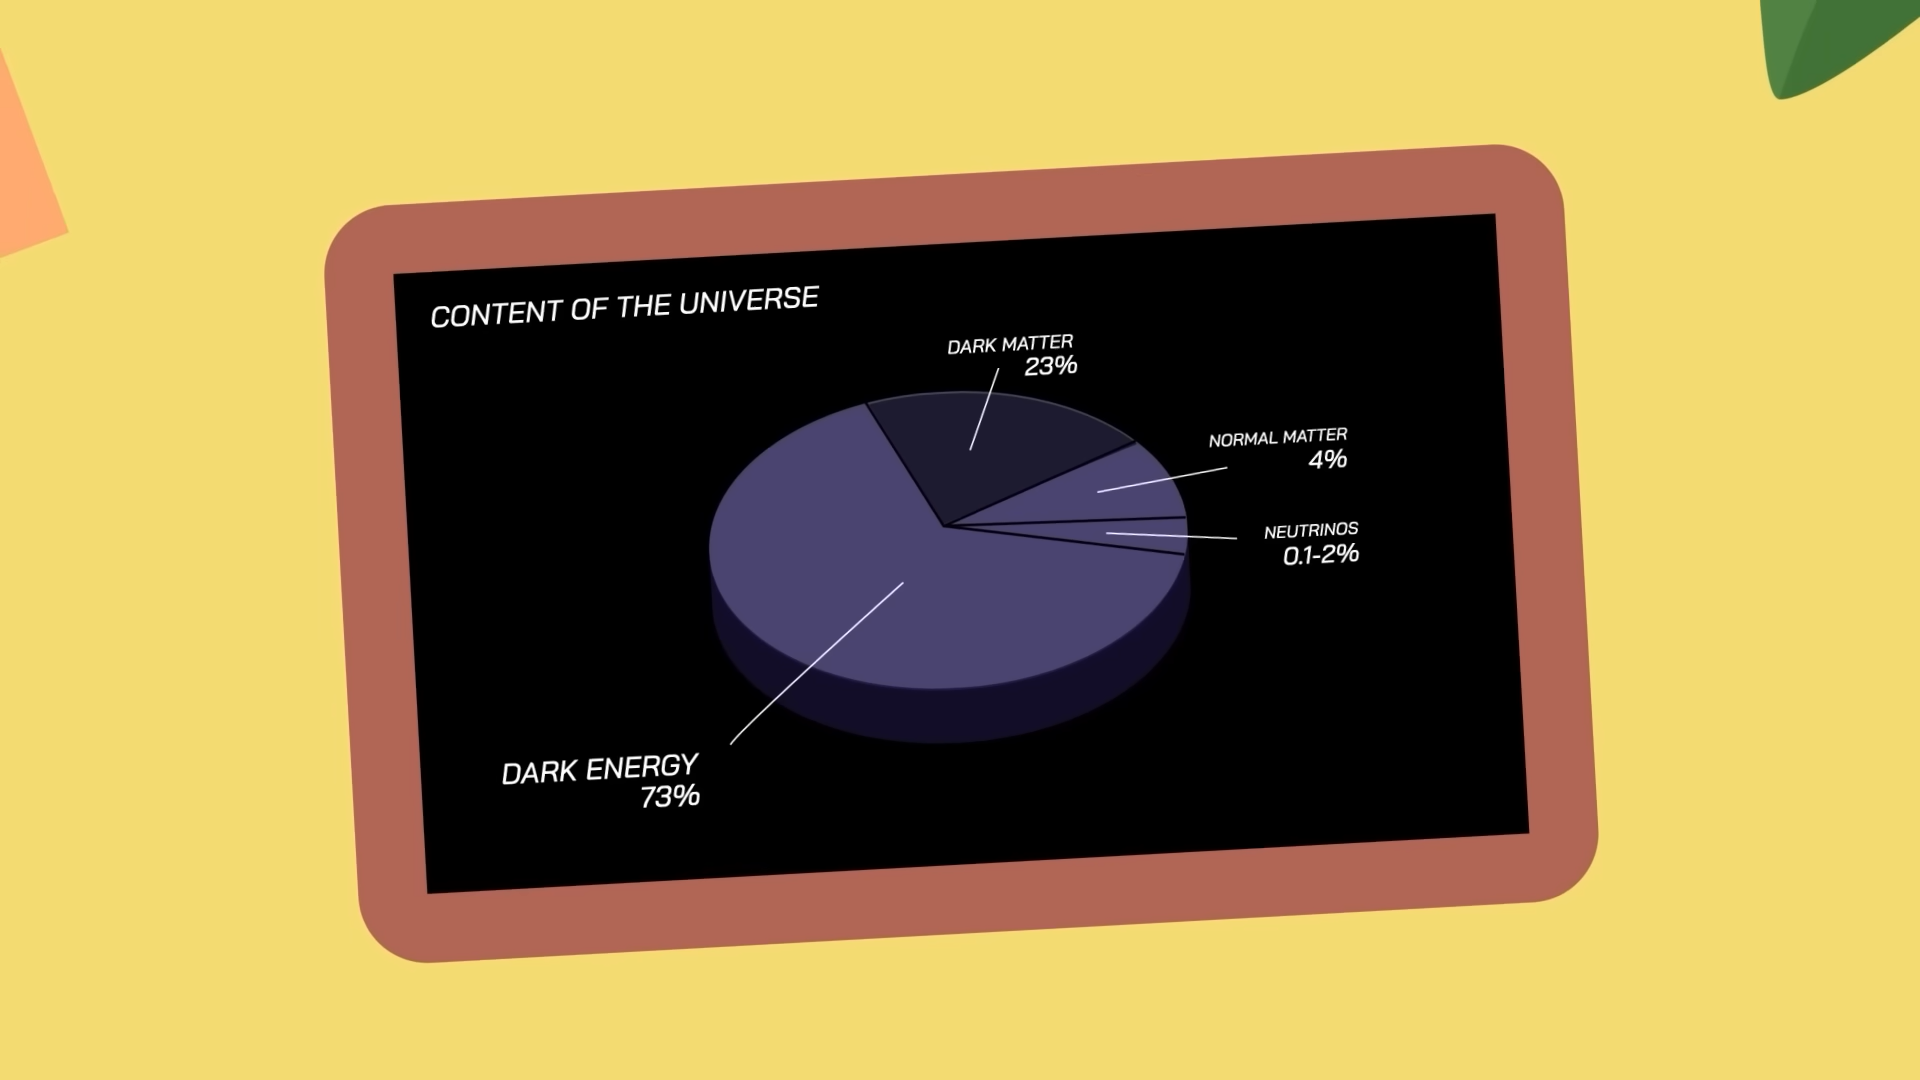 CONTENT OF THE UNIVERSE
DARK MATTER
23%
NORMAL MATTER
4%
NEUTRINOS
0.1-2%
DARK ENERGY
73%